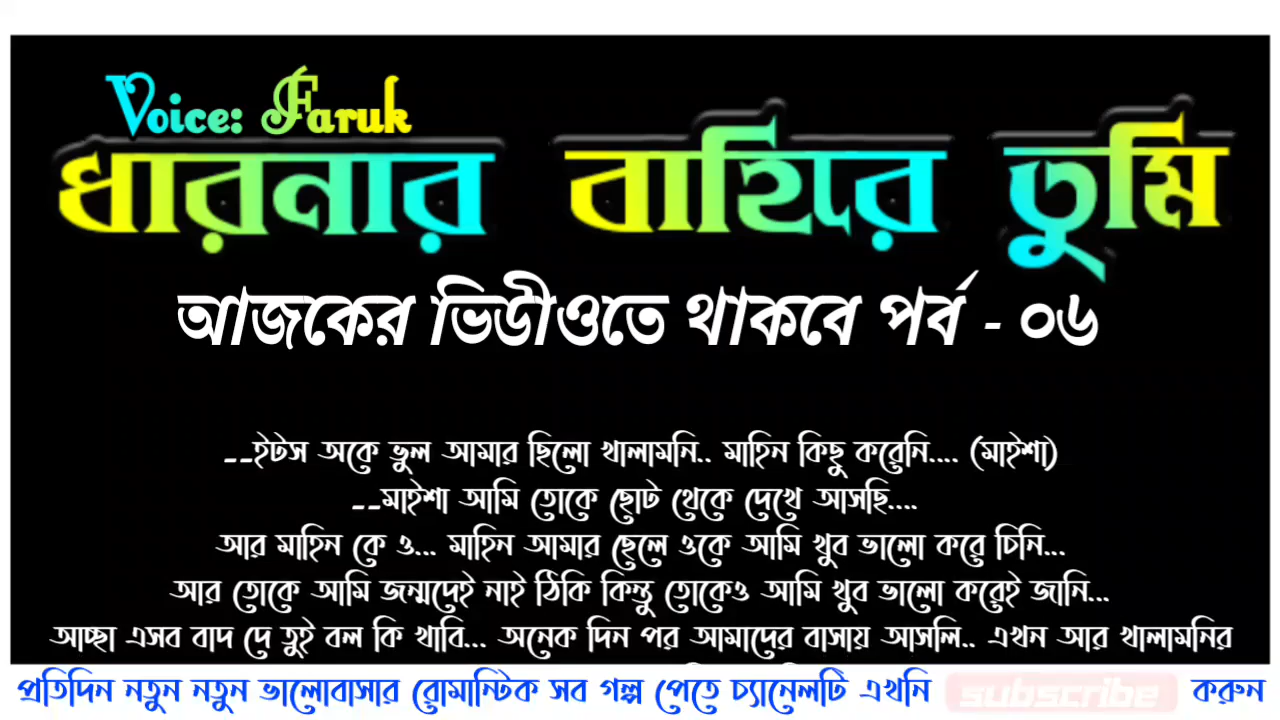 Voice: Faruk
ধারনার বাহিরে তুমি
আজকের ভিডীওতে থাকবে পর্ব - ০৬
--ইটস অকে ভুল আমার ছিলো খালামনি.. মাহিন কিছু করেনি.... (মাইশা)
--মাইশা আমি তোকে ছোট থেকে দেখে আসছি....
আর মাহিন কে ও... মাহিন আমার ছেলে ওকে আমি খুব ভালো করে চিনি...
আর তোকে আমি জন্মদেই নাই ঠিকি কিন্তু তোকেও আমি খুব ভালো করেই জানি...
আচ্ছা এসব বাদ দে তুই বল কি খাবি... অনেক দিন পর আমাদের বাসায় আসলি.. এখন আর খালামনির
প্রতিদিন নতুন নতুন ভালোবাসার রোমান্টিক সব গল্প পেতে চ্যানেলটি এখনি subscribe করুন